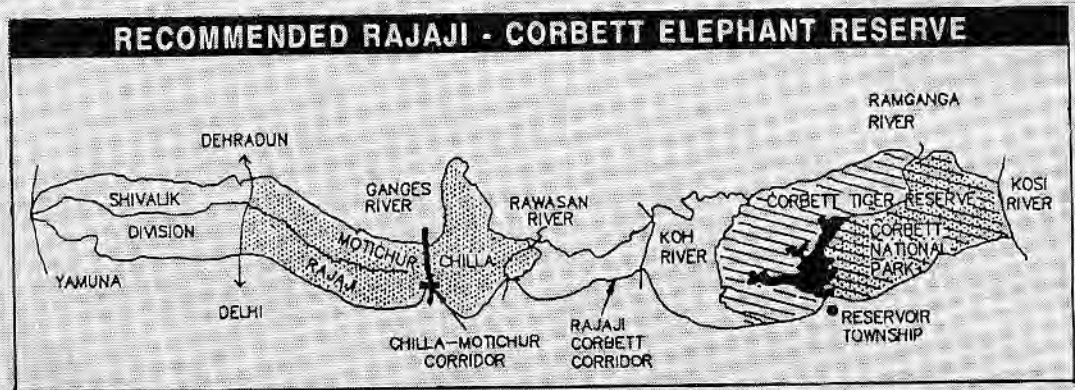 RECOMMENDED RAJAJI - CORBETT ELEPHANT RESERVE
RAMGANGA
RIVER
DEHRADUN
SHIVALIK
DIVISION
YAMUNA
DELHI
GANGES
RIVER
MOTICHUR
RAJAJI
CHILLA
CHILLA-MOTICHUR
CORRIDOR
RAWASAN
RIVER
RAJAJI
CORBETT
CORRIDOR
KOH
RIVER
CORBETT TIGER RESERVE
CORBETT
NATIONAL
PARK
KOSI
RIVER
RESERVOIR
TOWNSHIP